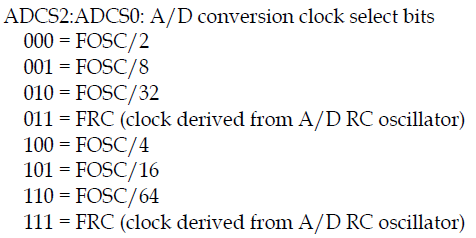 ADCS2:ADCS0: A/D conversion clock select bits
000 = FOSC/2
001 = FOSC/8
010 = FOSC/32
011 = FRC (clock derived from A/D RC oscillator)
100 = FOSC/4
101 = FOSC/16
110 = FOSC/64
111 = FRC (clock derived from A/D RC oscillator)